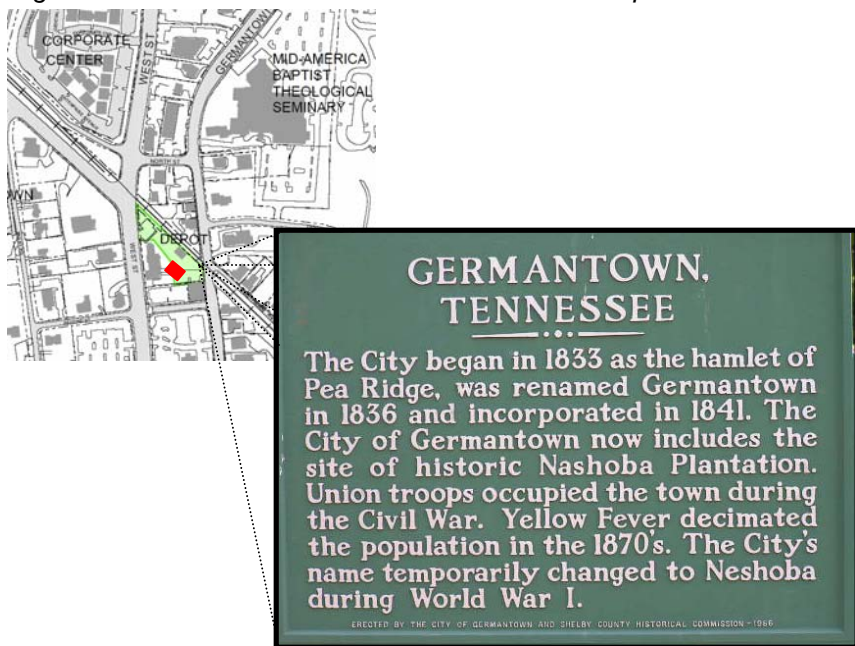 CORPORATE
CENTER
WEST ST
GERMANTOWN
MID-AMERICA
BAPTIST
THEOLOGICAL
SEMINARY
NORTH ST
WN
DEPOT
WEST ST
GERMANTOWN,
TENNESSEE
The City began in 1833 as the hamlet of
Pea Ridge, was renamed Germantown
in 1836 and incorporated in 1841. The
City of Germantown now includes the
site of historic Nashoba Plantation.
Union troops occupied the town during
the Civil War. Yellow Fever decimated
the population in the 1870's. The City's
name temporarily changed to Neshoba
during World War I.
ERECTED BY THE CITY OF GERMANTOWN AND SHELBY COUNTY HISTORICAL COMMISSION-1986